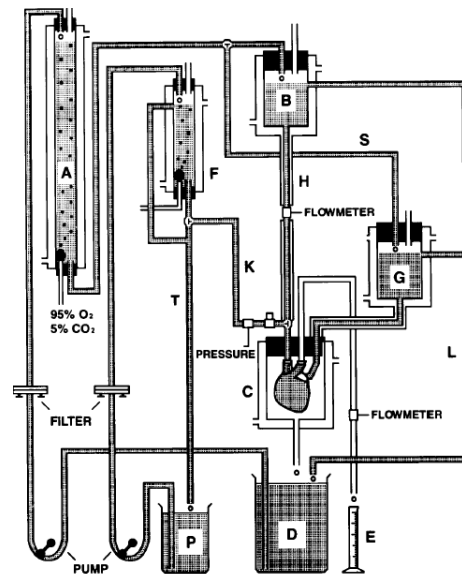 B
S
A
F
H
FLOWMETER
G
K
T
95% O₂
5% CO₂
L
PRESSURE
C
FILTER
FLOWMETER
P
D
E
PUMP